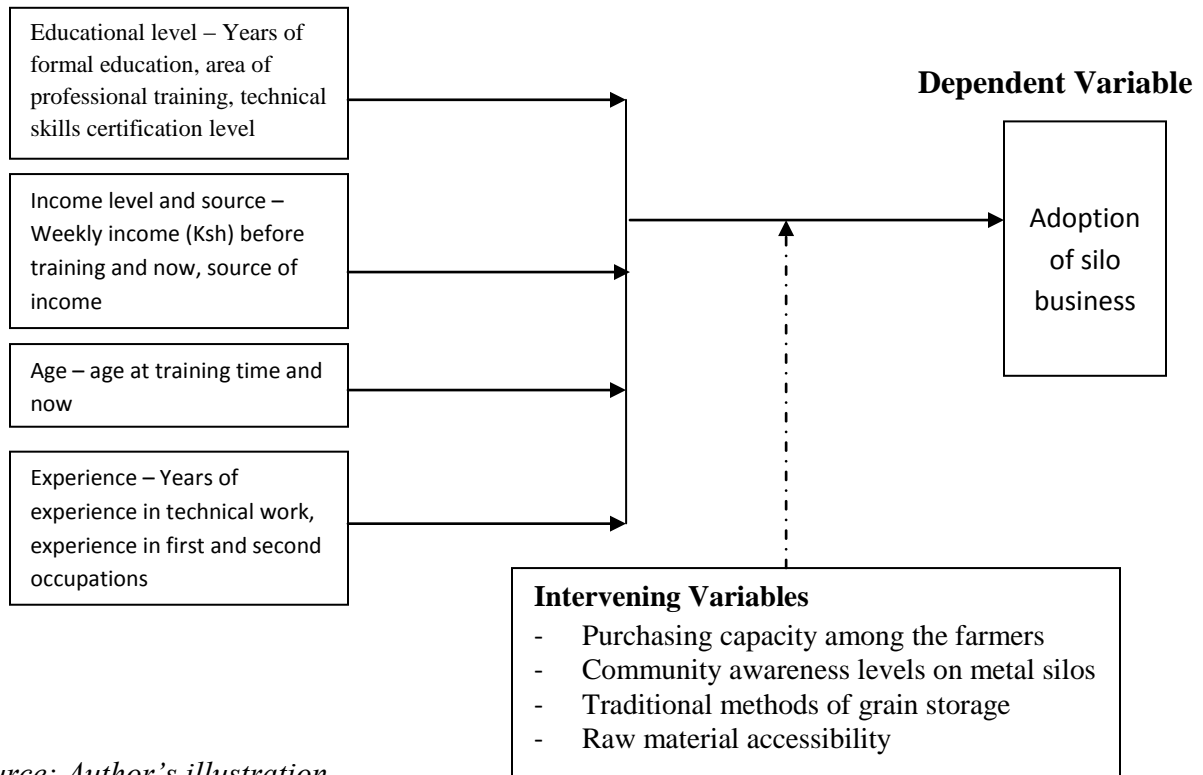 Educational level – Years of
formal education, area of
professional training, technical
skills certification level
Dependent Variable
Income level and source –
Weekly income (Ksh) before
training and now, source of
income
Adoption
of silo
business
Age – age at training time and
now
Experience – Years of
experience in technical work,
experience in first and second
occupations
Intervening Variables
- Purchasing capacity among the farmers
- Community awareness levels on metal silos
- Traditional methods of grain storage
- Raw material accessibility
urce: Author's illustration